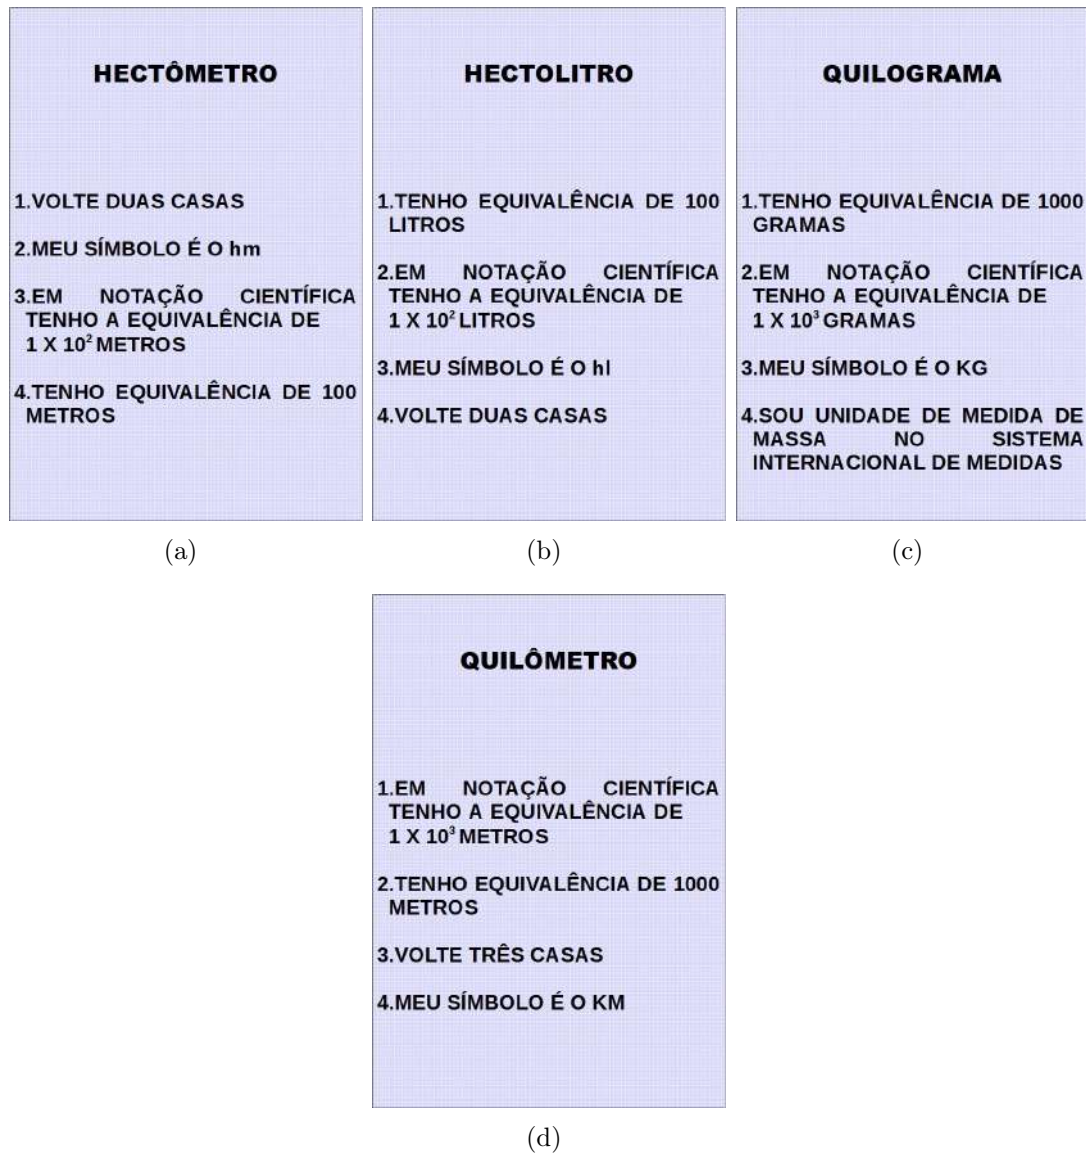 HECTÔMETRO
1.VOLTE DUAS CASAS
2.MEU SÍMBOLO É O hm
3.EM NOTAÇÃO CIENTÍFICA
TENHO A EQUIVALÊNCIA DE
1 X 10² METROS
4.TENHO EQUIVALÊNCIA DE 100
METROS
(a)
HECTOLITRO
1.TENHO EQUIVALÊNCIA DE 100
LITROS
2.EM NOTAÇÃO CIENTÍFICA
TENHO A EQUIVALÊNCIA DE
1 X 10² LITROS
3.MEU SÍMBOLO É O hl
4.VOLTE DUAS CASAS
(b)
QUILOGRAMA
1.TENHO EQUIVALÊNCIA DE 1000
GRAMAS
2.EM NOTAÇÃO CIENTÍFICA
TENHO A EQUIVALÊNCIA DE
1 X 10³ GRAMAS
3.MEU SÍMBOLO É O KG
4.SOU UNIDADE DE MEDIDA DE
MASSA NO SISTEMA
INTERNACIONAL DE MEDIDAS
(c)
QUILÔMETRO
1.EM NOTAÇÃO CIENTÍFICA
TENHO A EQUIVALÊNCIA DE
1 X 10³ METROS
2.TENHO EQUIVALÊNCIA DE 1000
METROS
3.VOLTE TRÊS CASAS
4.MEU SÍMBOLO É O KM
(d)